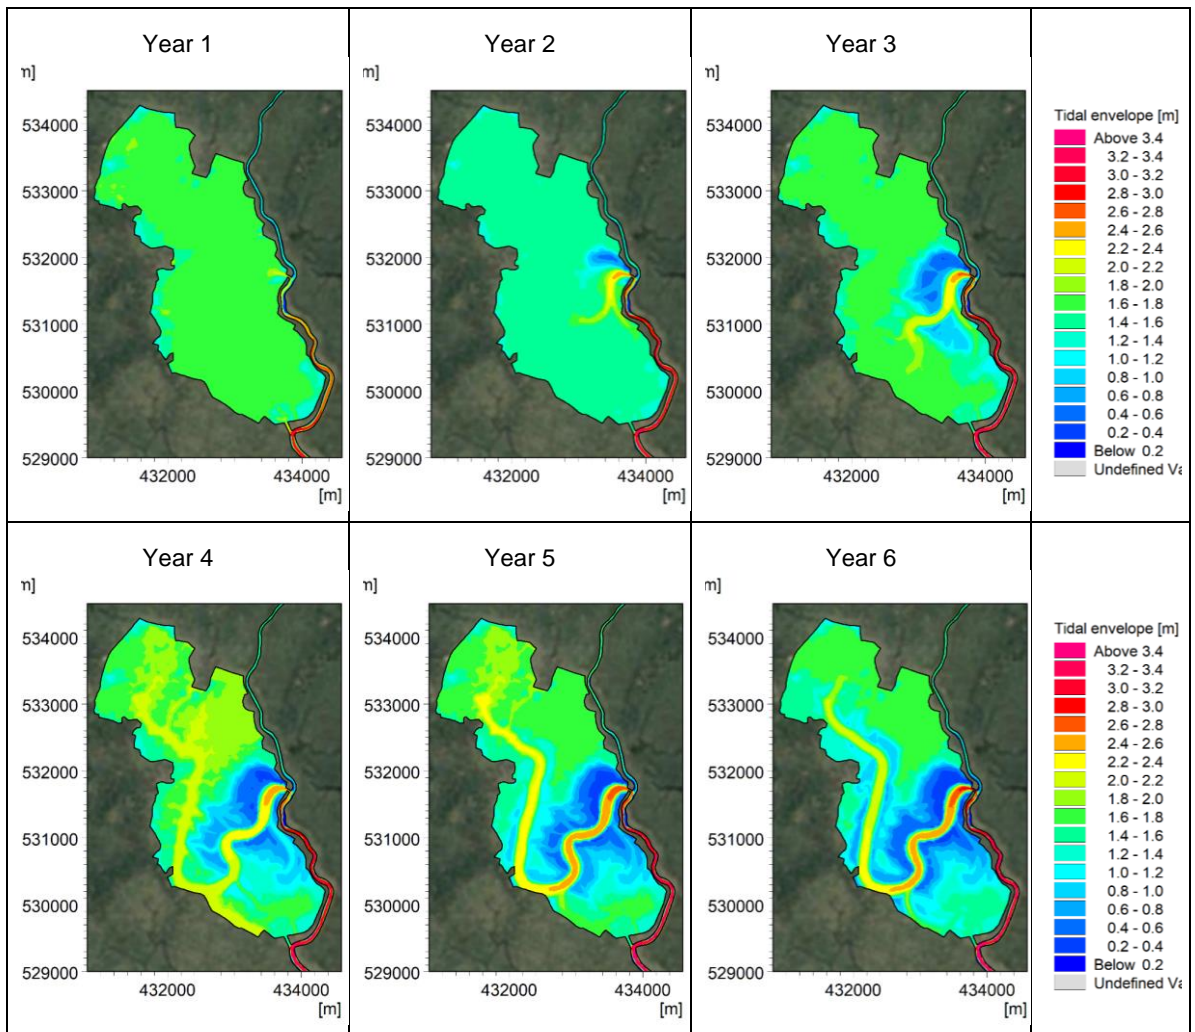 Year 1
Year 2
Year 3
m]
m]
m]
534000
533000
532000
531000
530000
529000
432000
434000
[m]
534000
533000
532000
531000
530000
529000
432000
434000
[m]
534000
533000
532000
531000
530000
529000
432000
434000
[m]
Tidal envelope [m]
Above 3.4
3.2 - 3.4
3.0 - 3.2
2.8 - 3.0
2.6 - 2.8
2.4 - 2.6
2.2 - 2.4
2.0 - 2.2
1.8 - 2.0
1.6 - 1.8
1.4 - 1.6
1.2 - 1.4
1.0 - 1.2
0.8 - 1.0
0.6 - 0.8
0.4 - 0.6
0.2 - 0.4
Below 0.2
Undefined Va
Year 4
Year 5
Year 6
m]
m]
m]
534000
533000
532000
531000
530000
529000
432000
434000
[m]
534000
533000
532000
531000
530000
529000
432000
434000
[m]
534000
533000
532000
531000
530000
529000
432000
434000
[m]
Tidal envelope [m]
Above 3.4
3.2 - 3.4
3.0 - 3.2
2.8 - 3.0
2.6 - 2.8
2.4 - 2.6
2.2 - 2.4
2.0 - 2.2
1.8 - 2.0
1.6 - 1.8
1.4 - 1.6
1.2 - 1.4
1.0 - 1.2
0.8 - 1.0
0.6 - 0.8
0.4 - 0.6
0.2 - 0.4
Below 0.2
Undefined Va